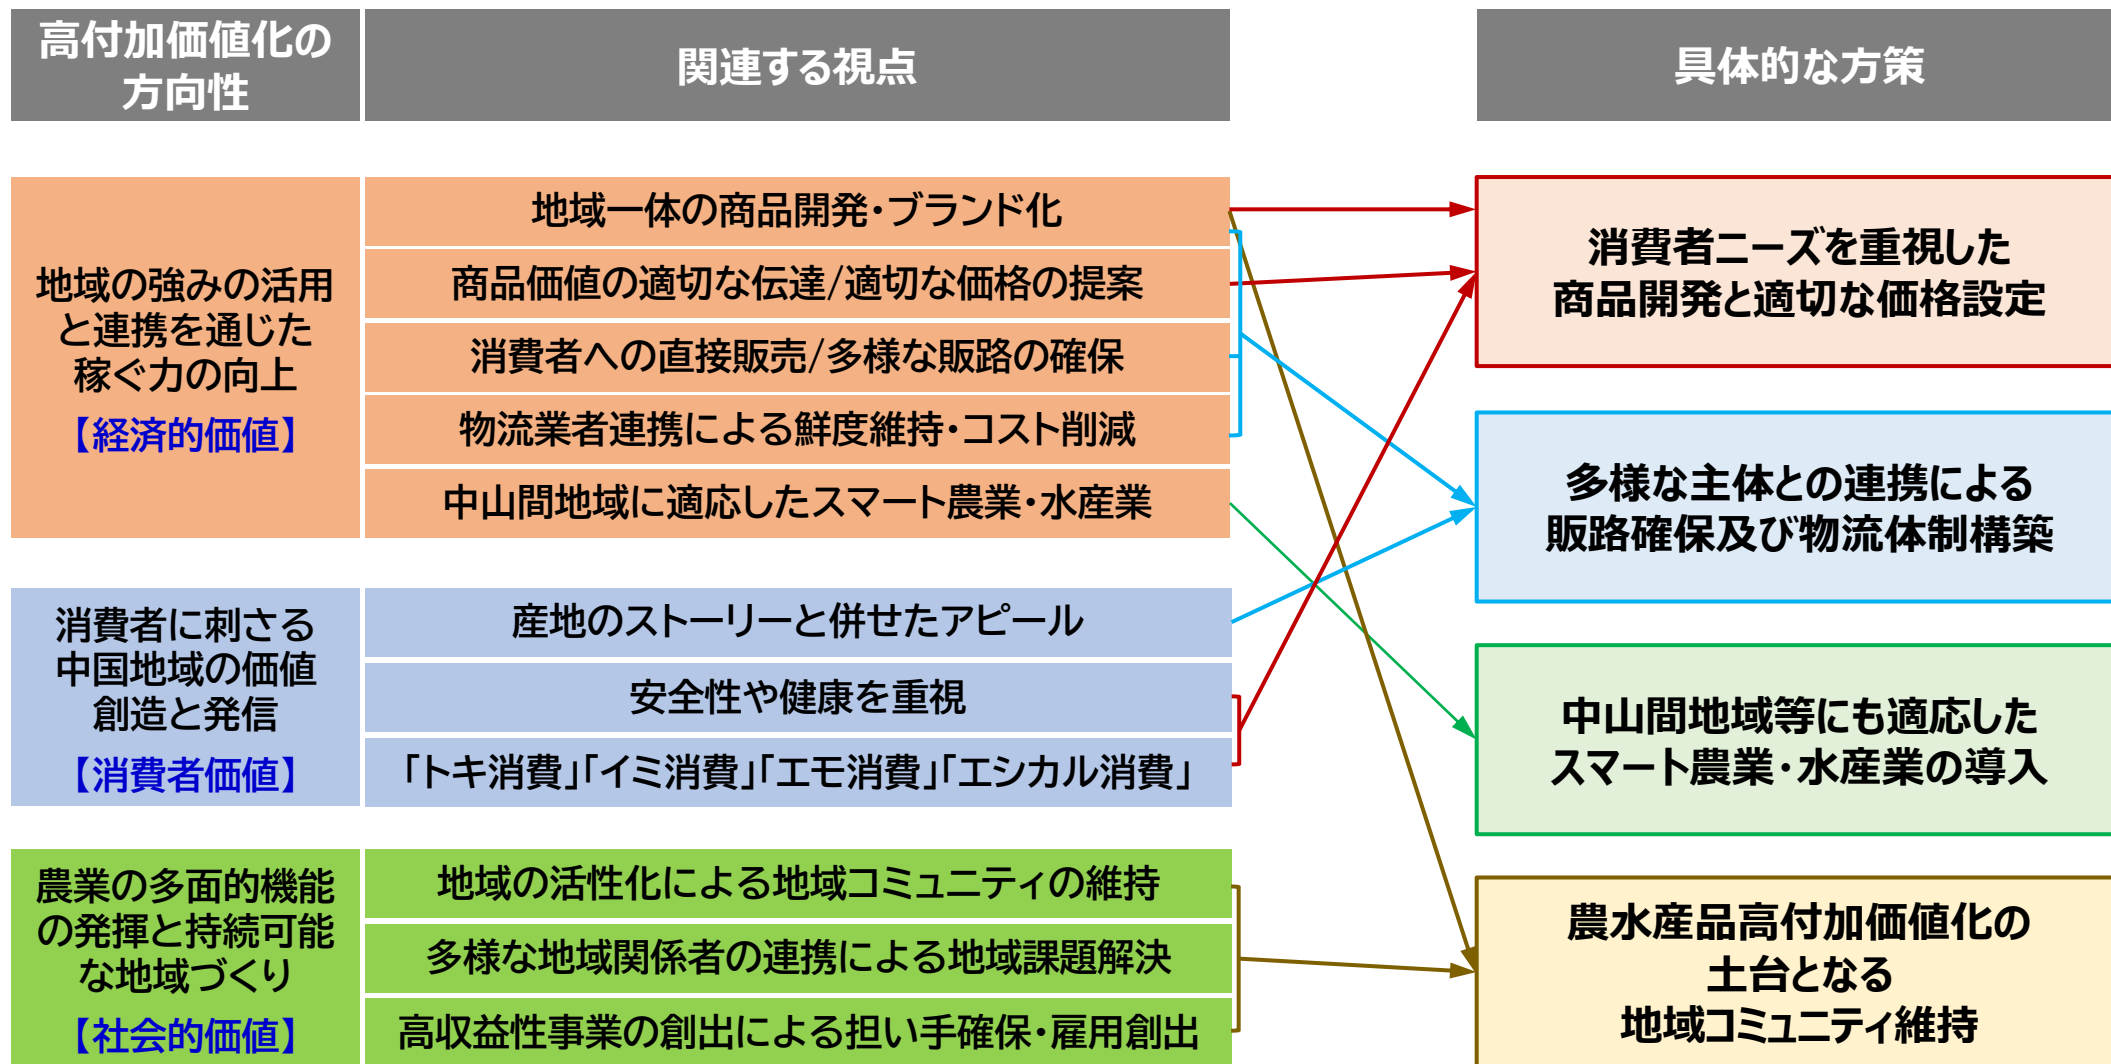 高付加価値化の
方向性
関連する視点
具体的な方策
地域の強みの活用
と連携を通じた
稼ぐ力の向上
【経済的価値】
地域一体の商品開発・ブランド化
商品価値の適切な伝達/適切な価格の提案
消費者への直接販売/多様な販路の確保
物流業者連携による鮮度維持・コスト削減
中山間地域に適応したスマート農業・水産業
消費者に刺さる
中国地域の価値
創造と発信
【消費者価値】
産地のストーリーと併せたアピール
安全性や健康を重視
「トキ消費」「イミ消費」「エモ消費」「エシカル消費」
農業の多面的機能
の発揮と持続可能
な地域づくり
【社会的価値】
地域の活性化による地域コミュニティの維持
多様な地域関係者の連携による地域課題解決
高収益性事業の創出による担い手確保・雇用創出
消費者ニーズを重視した
商品開発と適切な価格設定
多様な主体との連携による
販路確保及び物流体制構築
中山間地域等にも適応した
スマート農業・水産業の導入
農水産品高付加価値化の
土台となる
地域コミュニティ維持